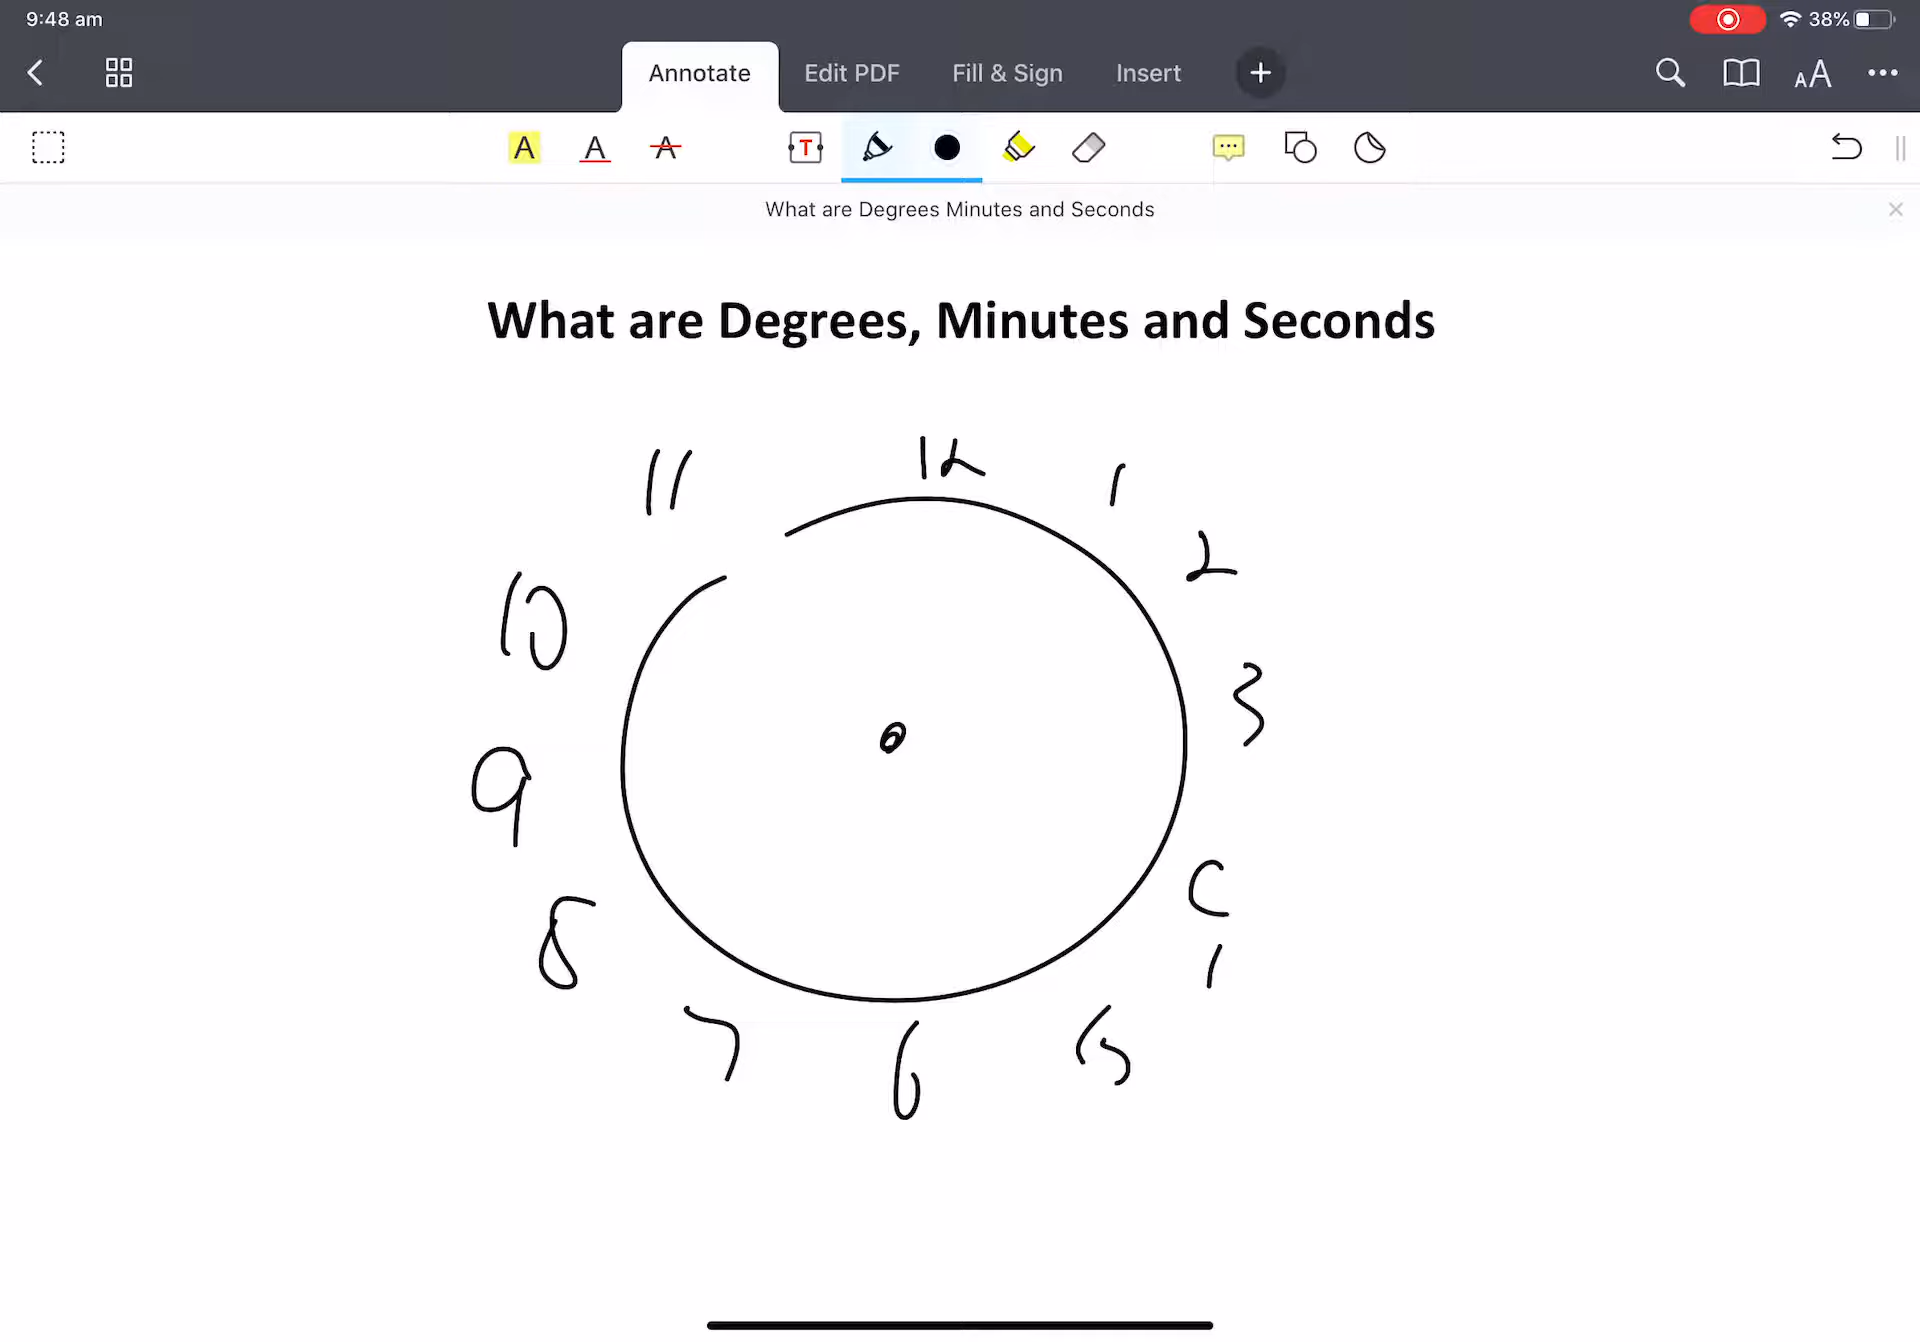 9:48 am
38%
Annotate Edit PDF Fill & Sign Insert
AA
A A A T
What are Degrees Minutes and Seconds
What are Degrees, Minutes and Seconds
12
11
1
2
10
3
9
8
7
6
5